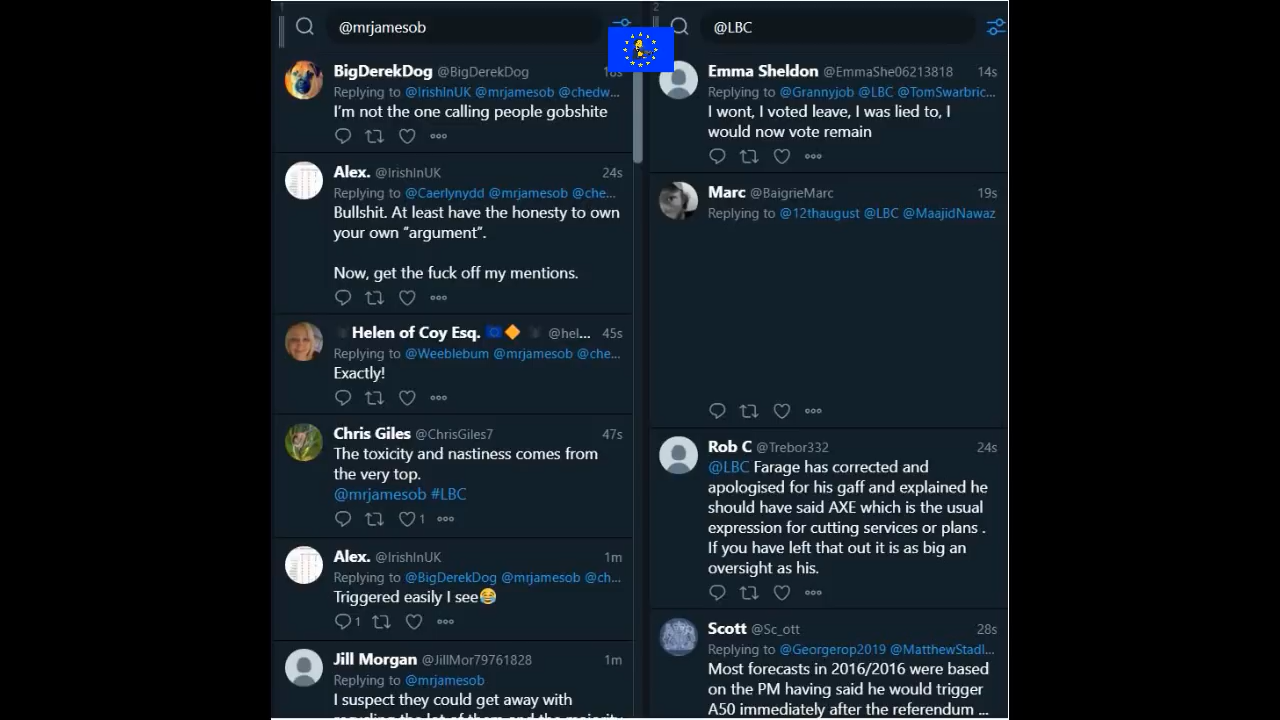 1
@mrjamesob
BigDerekDog @BigDerekDog
Replying to @IrishInUK @mrjamesob @chedw...
I'm not the one calling people gobshite
Alex. @IrishInUK 24s
Replying to @Caerlynydd @mrjamesob @che...
Bullshit. At least have the honesty to own
your own “argument”.
Now, get the fuck off my mentions.
Helen of Coy Esq. @hel... 45s
Replying to @Weeblebum @mrjamesob @che...
Exactly!
Chris Giles @ChrisGiles7 47s
The toxicity and nastiness comes from
the very top.
@mrjamesob #LBC
1
Alex. @IrishInUK 1m
Replying to @BigDerekDog @mrjamesob @ch...
Triggered easily I see😂
1
Jill Morgan @JillMor79761828 1m
Replying to @mrjamesob
I suspect they could get away with
2
@LBC
Emma Sheldon @EmmaShe06213818 14s
Replying to @Grannyjob @LBC @TomSwarbric...
I wont, I voted leave, I was lied to, I
would now vote remain
Marc @BaigrieMarc 19s
Replying to @12thaugust @LBC @MaajidNawaz
Rob C @Trebor332 24s
@LBC Farage has corrected and
apologised for his gaff and explained he
should have said AXE which is the usual
expression for cutting services or plans .
If you have left that out it is as big an
oversight as his.
Scott @Sc_ott 28s
Replying to @Georgerop2019 @MatthewStadl...
Most forecasts in 2016/2016 were based
on the PM having said he would trigger
A50 immediately after the referendum ...